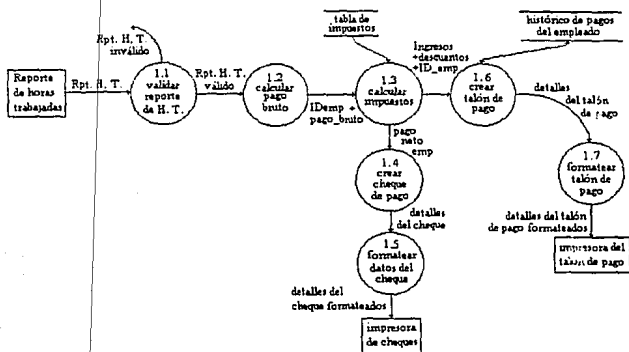 tabla de
impuestos
histórico de pagos
del empleado
Rpt. H. T.
inválido
Ingresos
+descuentos
+ID_emp
Reporte
de horas
trabajadas
Rpt. H. T.
1.1
validar
reporte
de H. T.
Rpt. H. T.
válido
1.2
calcular
pago
bruto
IDemp +
pago_bruto
1.3
calcular
impuestos
1.6
crear
talón de
pago
detalles
del talón
de pago
pago
neto
emp
1.4
crear
cheque
de pago
1.7
formatear
talón de
pago
detalles
del cheque
detalles del talón
de pago formateados
1.5
formatear
datos del
cheque
impresora del
talón de pago
detalles del
cheque formateados
impresora
de cheques